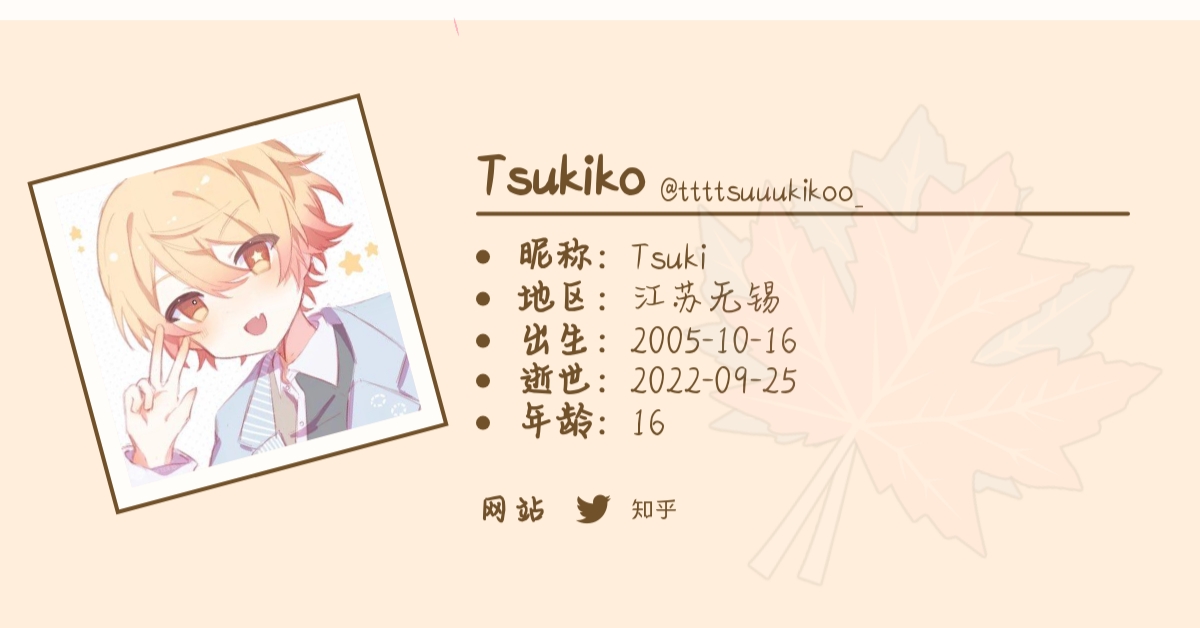 Tsukiko @ttttsuuukikoo_
昵称：Tsuki
地区：江苏无锡
出生：2005-10-16
逝世：2022-09-25
年龄：16
网站 知乎